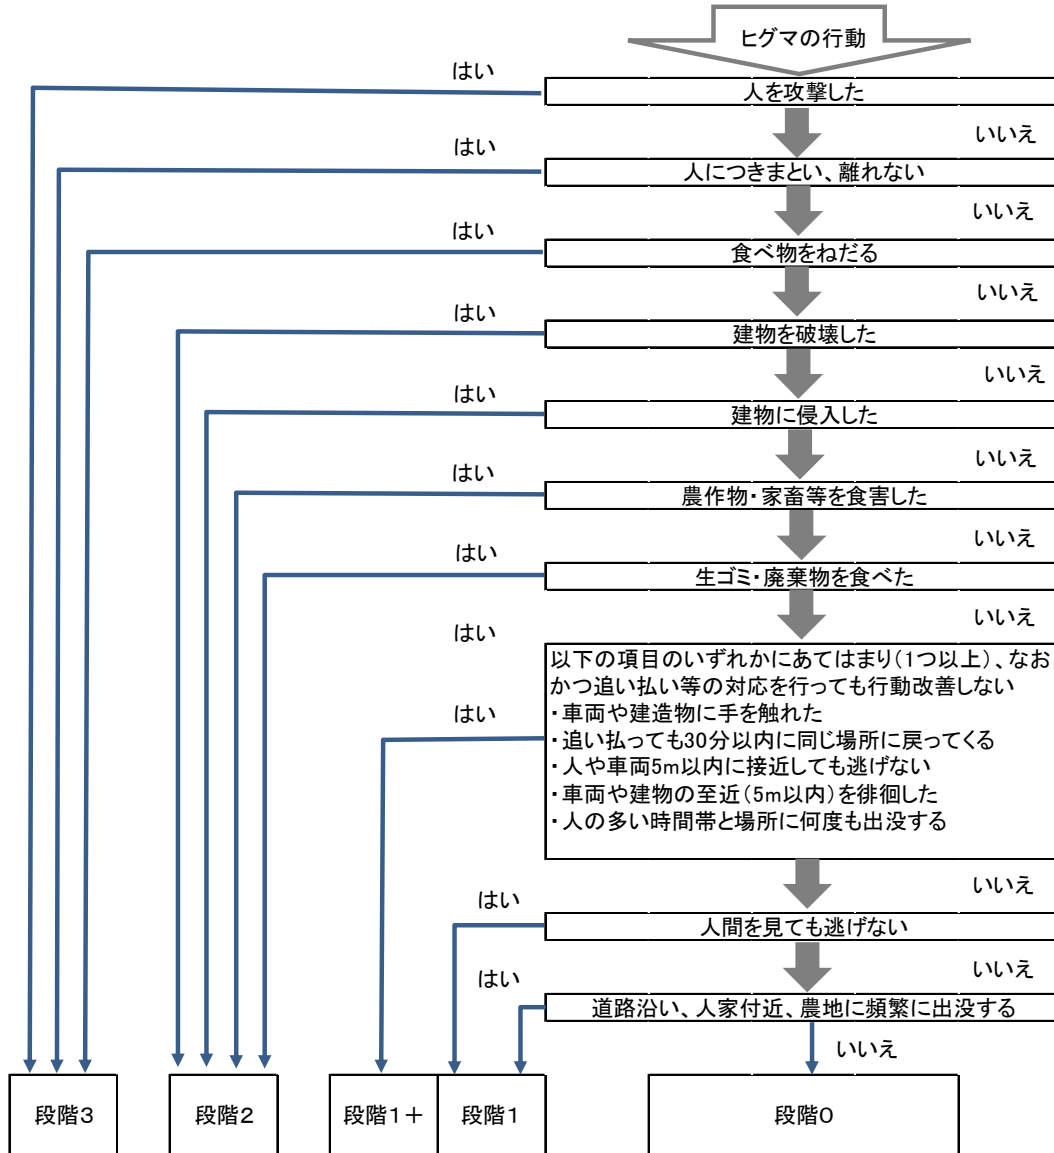 ヒグマの行動
はい
人を攻撃した
いいえ
はい
人につきまとい、離れない
いいえ
はい
食べ物をねだる
いいえ
はい
建物を破壊した
いいえ
はい
建物に侵入した
いいえ
はい
農作物・家畜等を食害した
いいえ
はい
生ゴミ・廃棄物を食べた
いいえ
はい
以下の項目のいずれかにあてはまり（1つ以上）、なお
かつ追い払い等の対応を行っても行動改善しない
はい
・車両や建造物に手を触れた
・追い払っても30分以内に同じ場所に戻ってくる
・人や車両5m以内に接近しても逃げない
・車両や建物の至近（5m以内）を徘徊した
・人の多い時間帯と場所に何度も出没する
いいえ
はい
人間を見ても逃げない
いいえ
はい
道路沿い、人家付近、農地に頻繁に出没する
いいえ
段階3
段階2
段階1＋
段階1
段階0